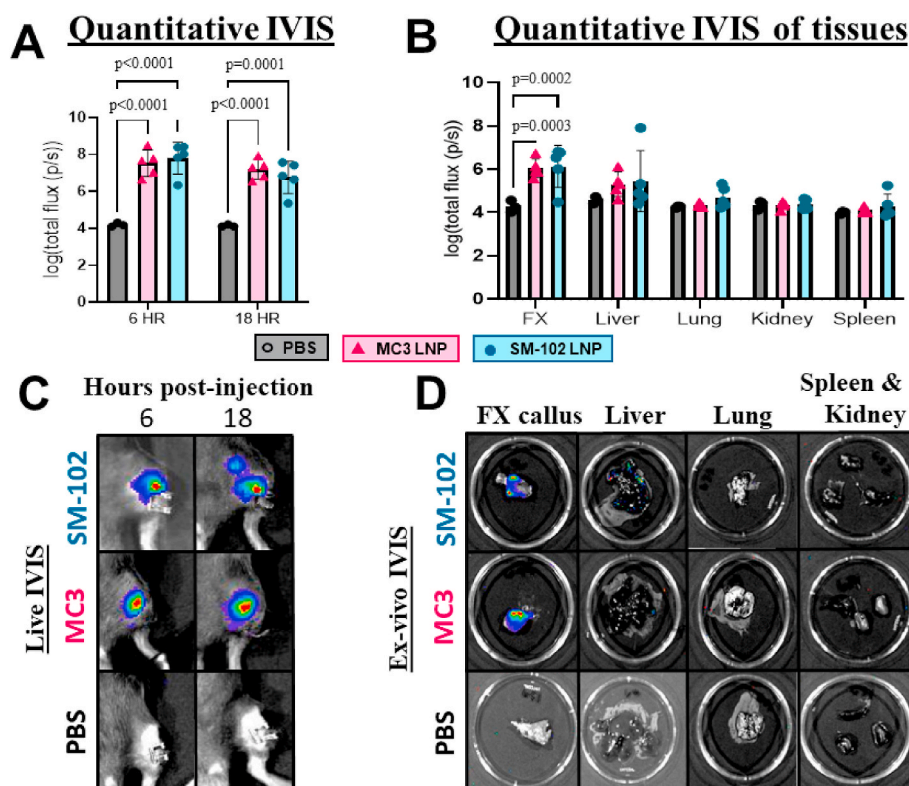 A Quantitative IVIS
p<0.0001
p=0.0001
p<0.0001
p<0.0001
log(total flux (p/s))
10
8
6
4
2
0
6 HR
18 HR
B Quantitative IVIS of tissues
p=0.0002
p=0.0003
log(total flux (p/s))
10
8
6
4
2
0
FX
Liver
Lung
Kidney
Spleen
PBS
MC3 LNP
SM-102 LNP
C
Hours post-injection
6
18
Live IVIS
SM-102
MC3
PBS
D
FX callus
Liver
Lung
Spleen &
Kidney
Ex-vivo IVIS
SM-102
MC3
PBS